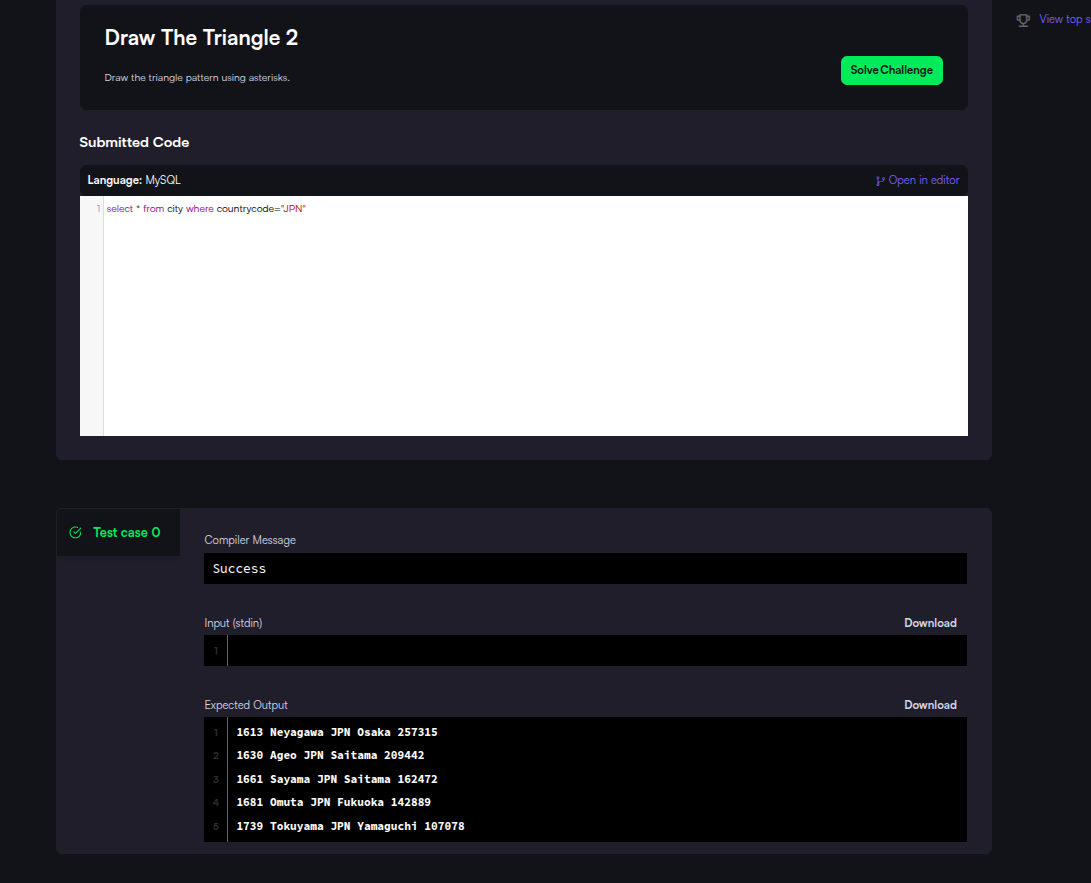 View top s
Draw The Triangle 2
Draw the triangle pattern using asterisks.
Solve Challenge
Submitted Code
Language: MySQL
Open in editor
1 select * from city where countrycode="JPN"
Test case 0
Compiler Message
Success
Input (stdin)
Download
1
Expected Output
Download
1 1613 Neyagawa JPN Osaka 257315
2 1630 Ageo JPN Saitama 209442
3 1661 Sayama JPN Saitama 162472
4 1681 Omuta JPN Fukuoka 142889
5 1739 Tokuyama JPN Yamaguchi 107078